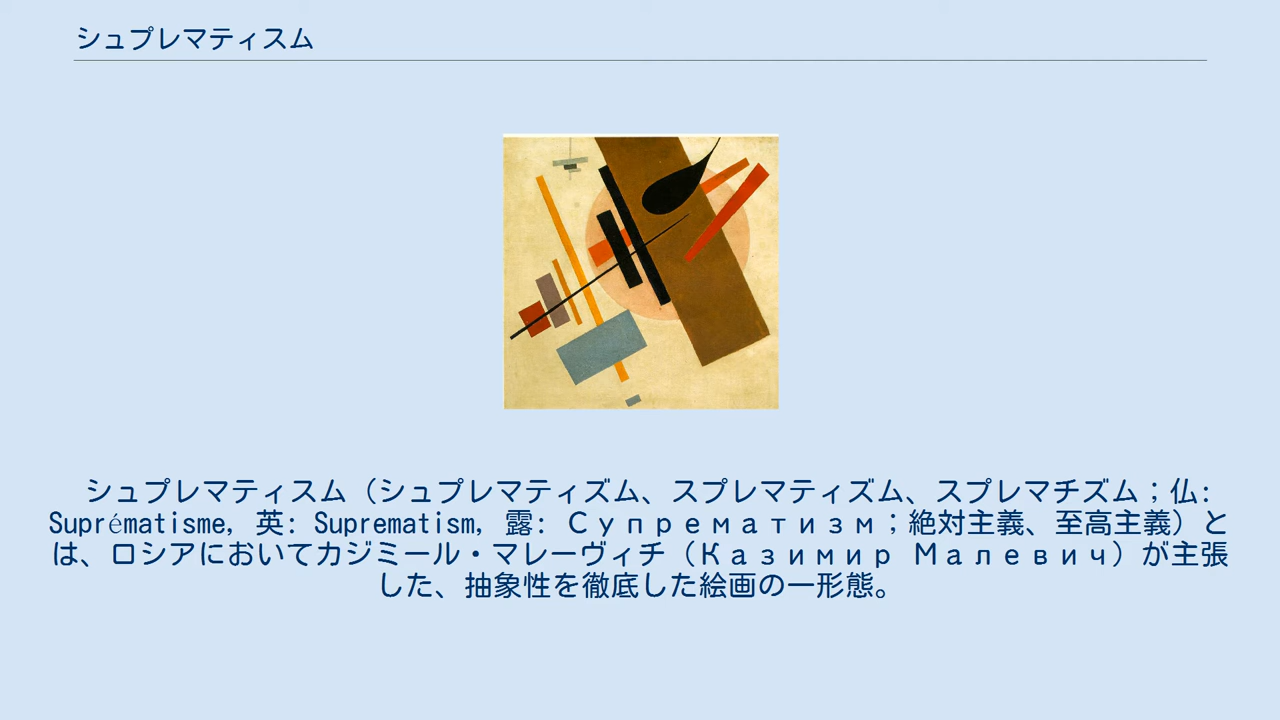 シュプレマティスム
シュプレマティスム（シュプレマティズム、スプレマティズム、スプレマチズム；仏:
Suprématisme, 英: Suprematism, 露: Супрематизм；絶対主義、至高主義）と
は、ロシアにおいてカジミール・マレーヴィチ（Казимир Малевич）が主張
した、抽象性を徹底した絵画の一形態。